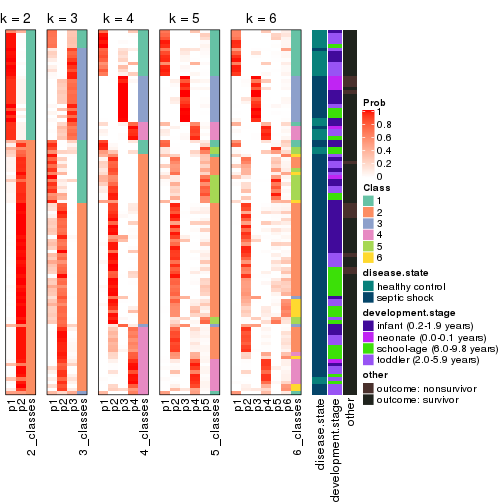 k = 2 k = 3 k = 4 k = 5 k = 6
p1 p2 2_classes p1 p2 p3 3_classes p1 p2 p3 p4 4_classes p1 p2 p3 p4 p5 5_classes p1 p2 p3 p4 p5 p6 6_classes disease.state development.stage other
Prob
1
0.8
0.6
0.4
0.2
0
Class
1
2
3
4
5
6
disease.state
healthy control
septic shock
development.stage
infant (0.2-1.9 years)
neonate (0.0-0.1 years)
school-age (6.0-9.8 years)
toddler (2.0-5.9 years)
other
outcome: nonsurvivor
outcome: survivor